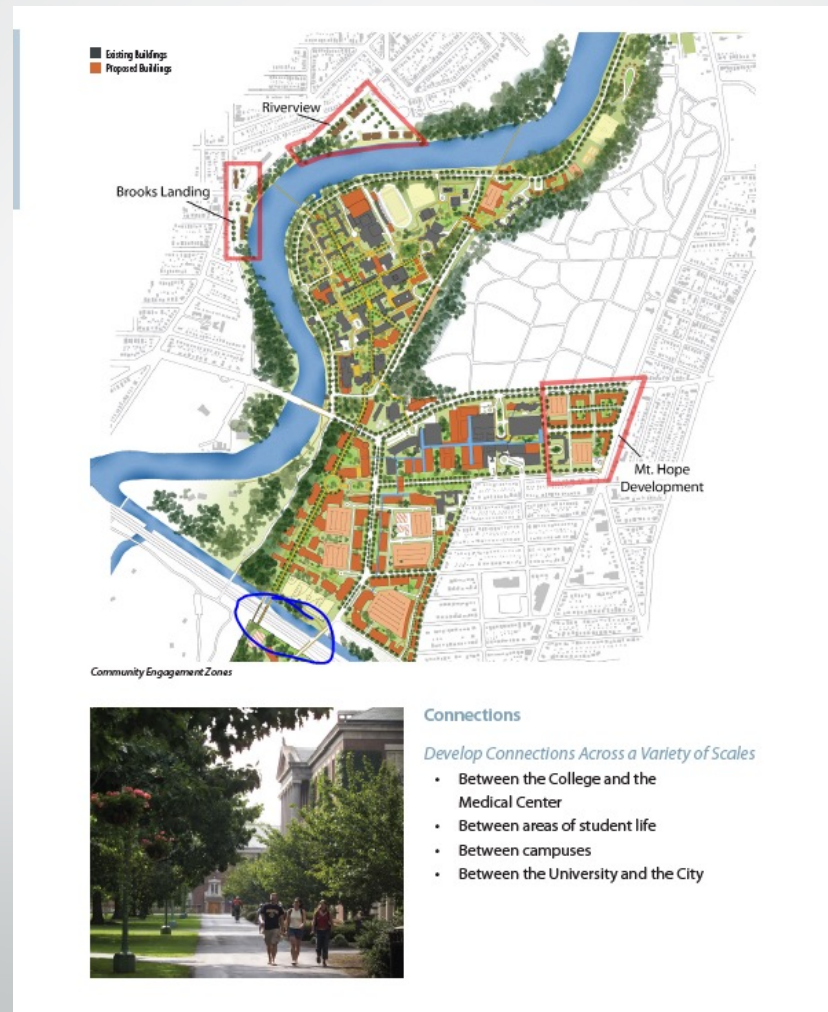 Existing Buildings
Proposed Buildings
Riverview
Brooks Landing
Mt. Hope
Development
Community Engagement Zones
Connections
Develop Connections Across a Variety of Scales
• Between the College and the
Medical Center
• Between areas of student life
• Between campuses
• Between the University and the City